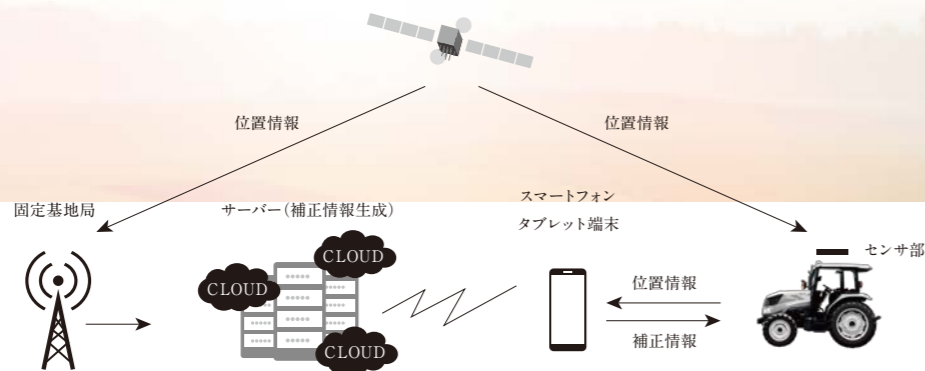 位置情報
位置情報
固定基地局
サーバー(補正情報生成)
スマートフォン
タブレット端末
センサ部
CLOUD
CLOUD
CLOUD
位置情報
補正情報